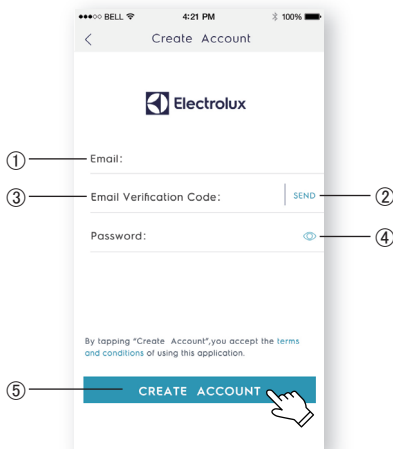 ●●●○○ BELL 4:21 PM 100%
< Create Account
Electrolux
① Email:
③ Email Verification Code: SEND ②
Password: ④
By tapping "Create Account",you accept the terms
and conditions of using this application.
⑤ CREATE ACCOUNT